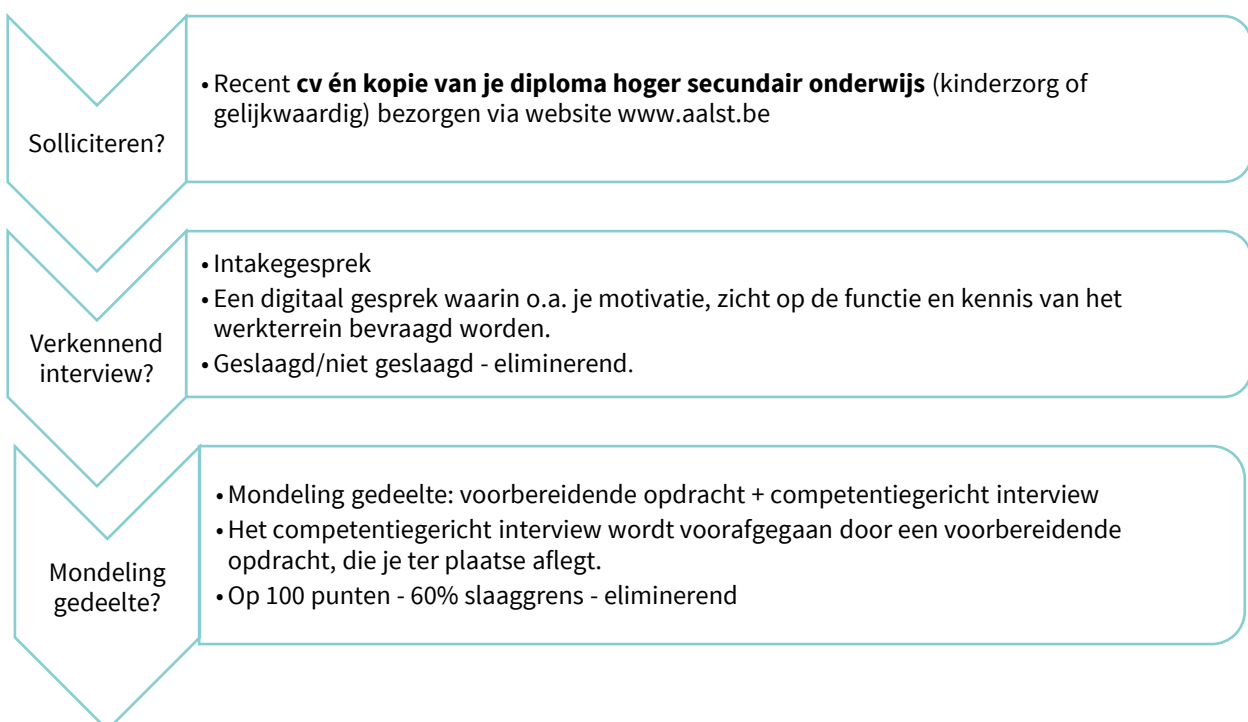 Solliciteren?
• Recent cv én kopie van je diploma hoger secundair onderwijs (kinderzorg of
gelijkwaardig) bezorgen via website www.aalst.be
Verkennend
interview?
• Intakegesprek
• Een digitaal gesprek waarin o.a. je motivatie, zicht op de functie en kennis van het
werkterrein bevraagd worden.
• Geslaagd/niet geslaagd - eliminerend.
Mondeling
gedeelte?
• Mondeling gedeelte: voorbereidende opdracht + competentiegericht interview
• Het competentiegericht interview wordt voorafgegaan door een voorbereidende
opdracht, die je ter plaatse aflegt.
• Op 100 punten - 60% slaaggrens - eliminerend